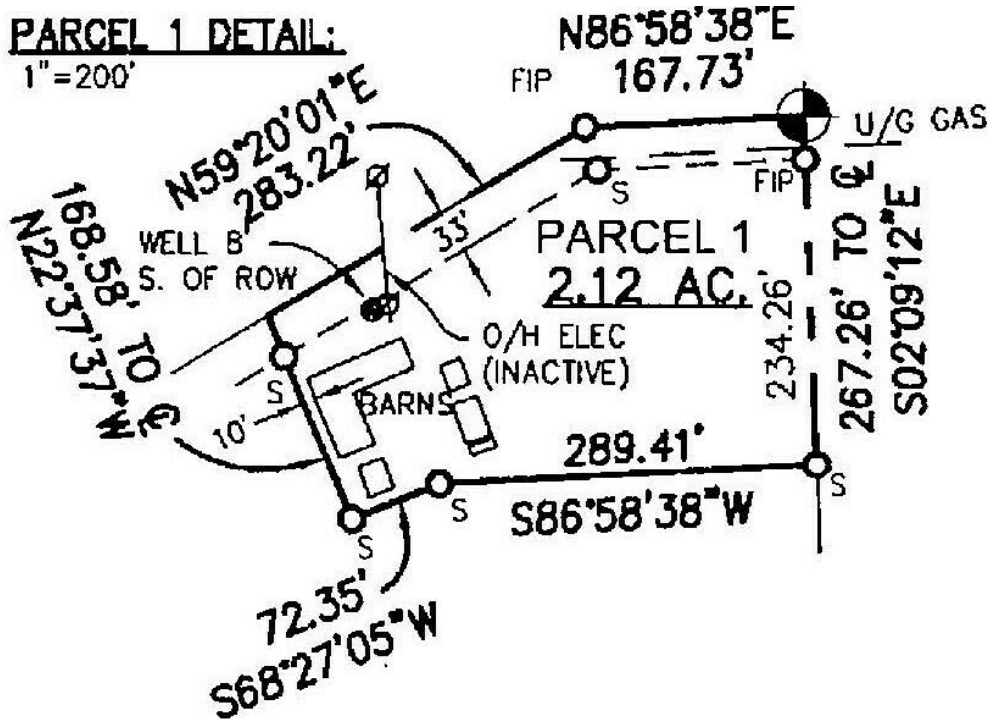 PARCEL 1 DETAIL:
1"=200'
N86°58'38"E
167.73'
FIP
U/G GAS
N59°20'01"E
283.22'
S
FIP
168.58' TO ℄
N22°37'37"W
WELL B
S. OF ROW
33'
PARCEL 1
2.12 AC.
234.26'
267.26' TO ℄
S02°09'12"E
O/H ELEC
(INACTIVE)
S
BARNS
10'
289.41'
S86°58'38"W
S
S
S
72.35'
S68°27'05"W